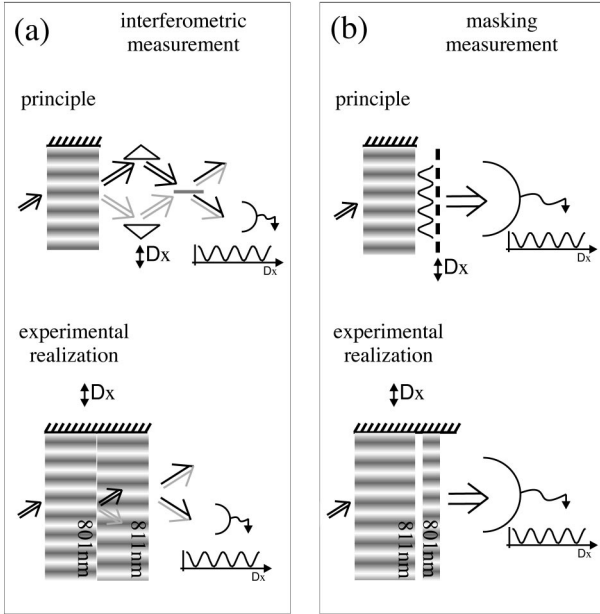 (a)
interferometric
measurement
principle
Dx
Dx
experimental
realization
Dx
801nm
811nm
Dx
(b)
masking
measurement
principle
Dx
Dx
experimental
realization
Dx
811nm
801nm
Dx